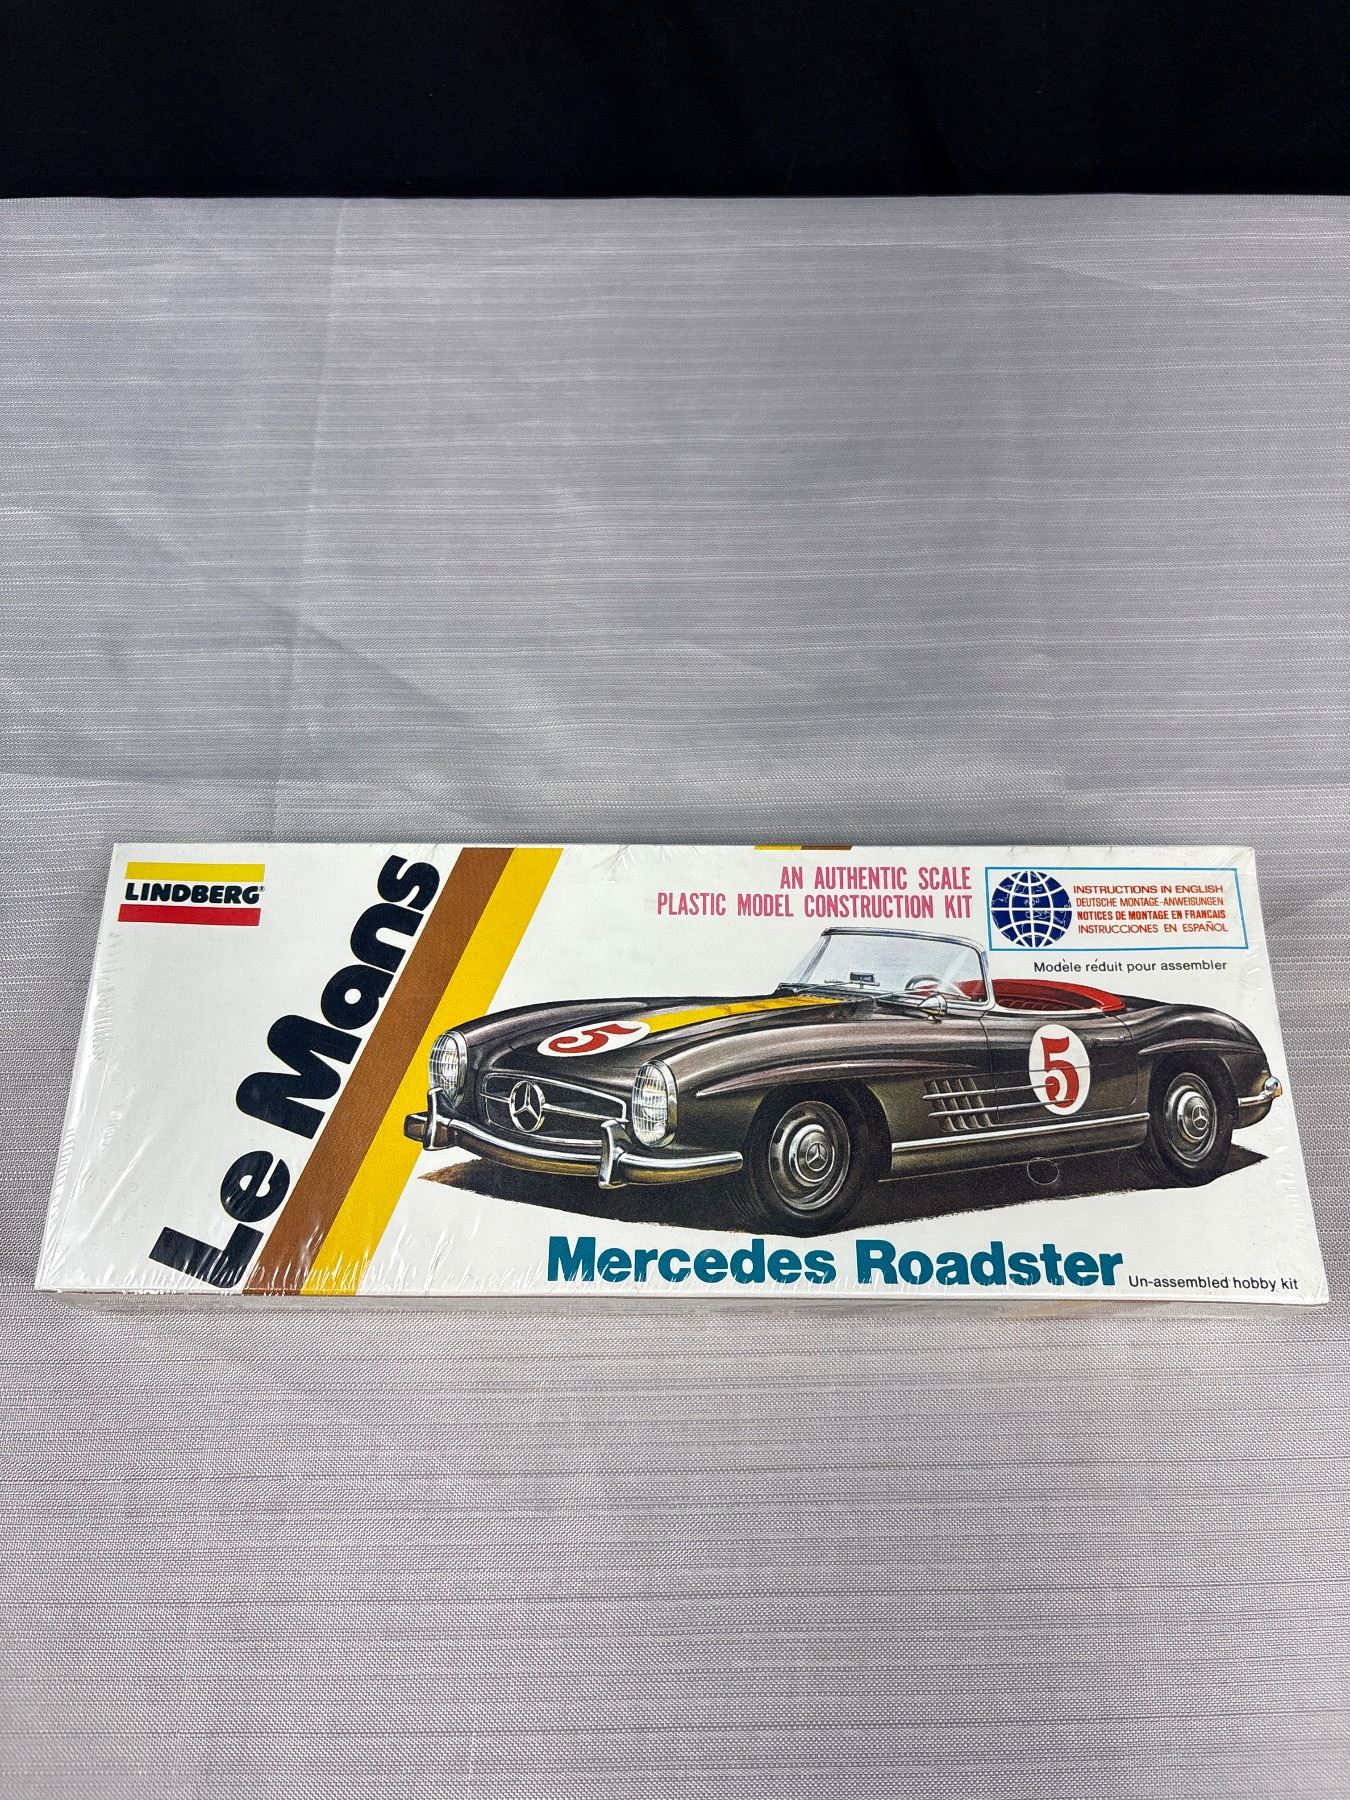 LINDBERG®
Le Mans
AN AUTHENTIC SCALE
PLASTIC MODEL CONSTRUCTION KIT
INSTRUCTIONS IN ENGLISH
DEUTSCHE MONTAGE-ANWEISUNGEN
NOTICES DE MONTAGE EN FRANCAIS
INSTRUCCIONES EN ESPAÑOL
Modèle réduit pour assembler
5
5
Mercedes Roadster
Un-assembled hobby kit